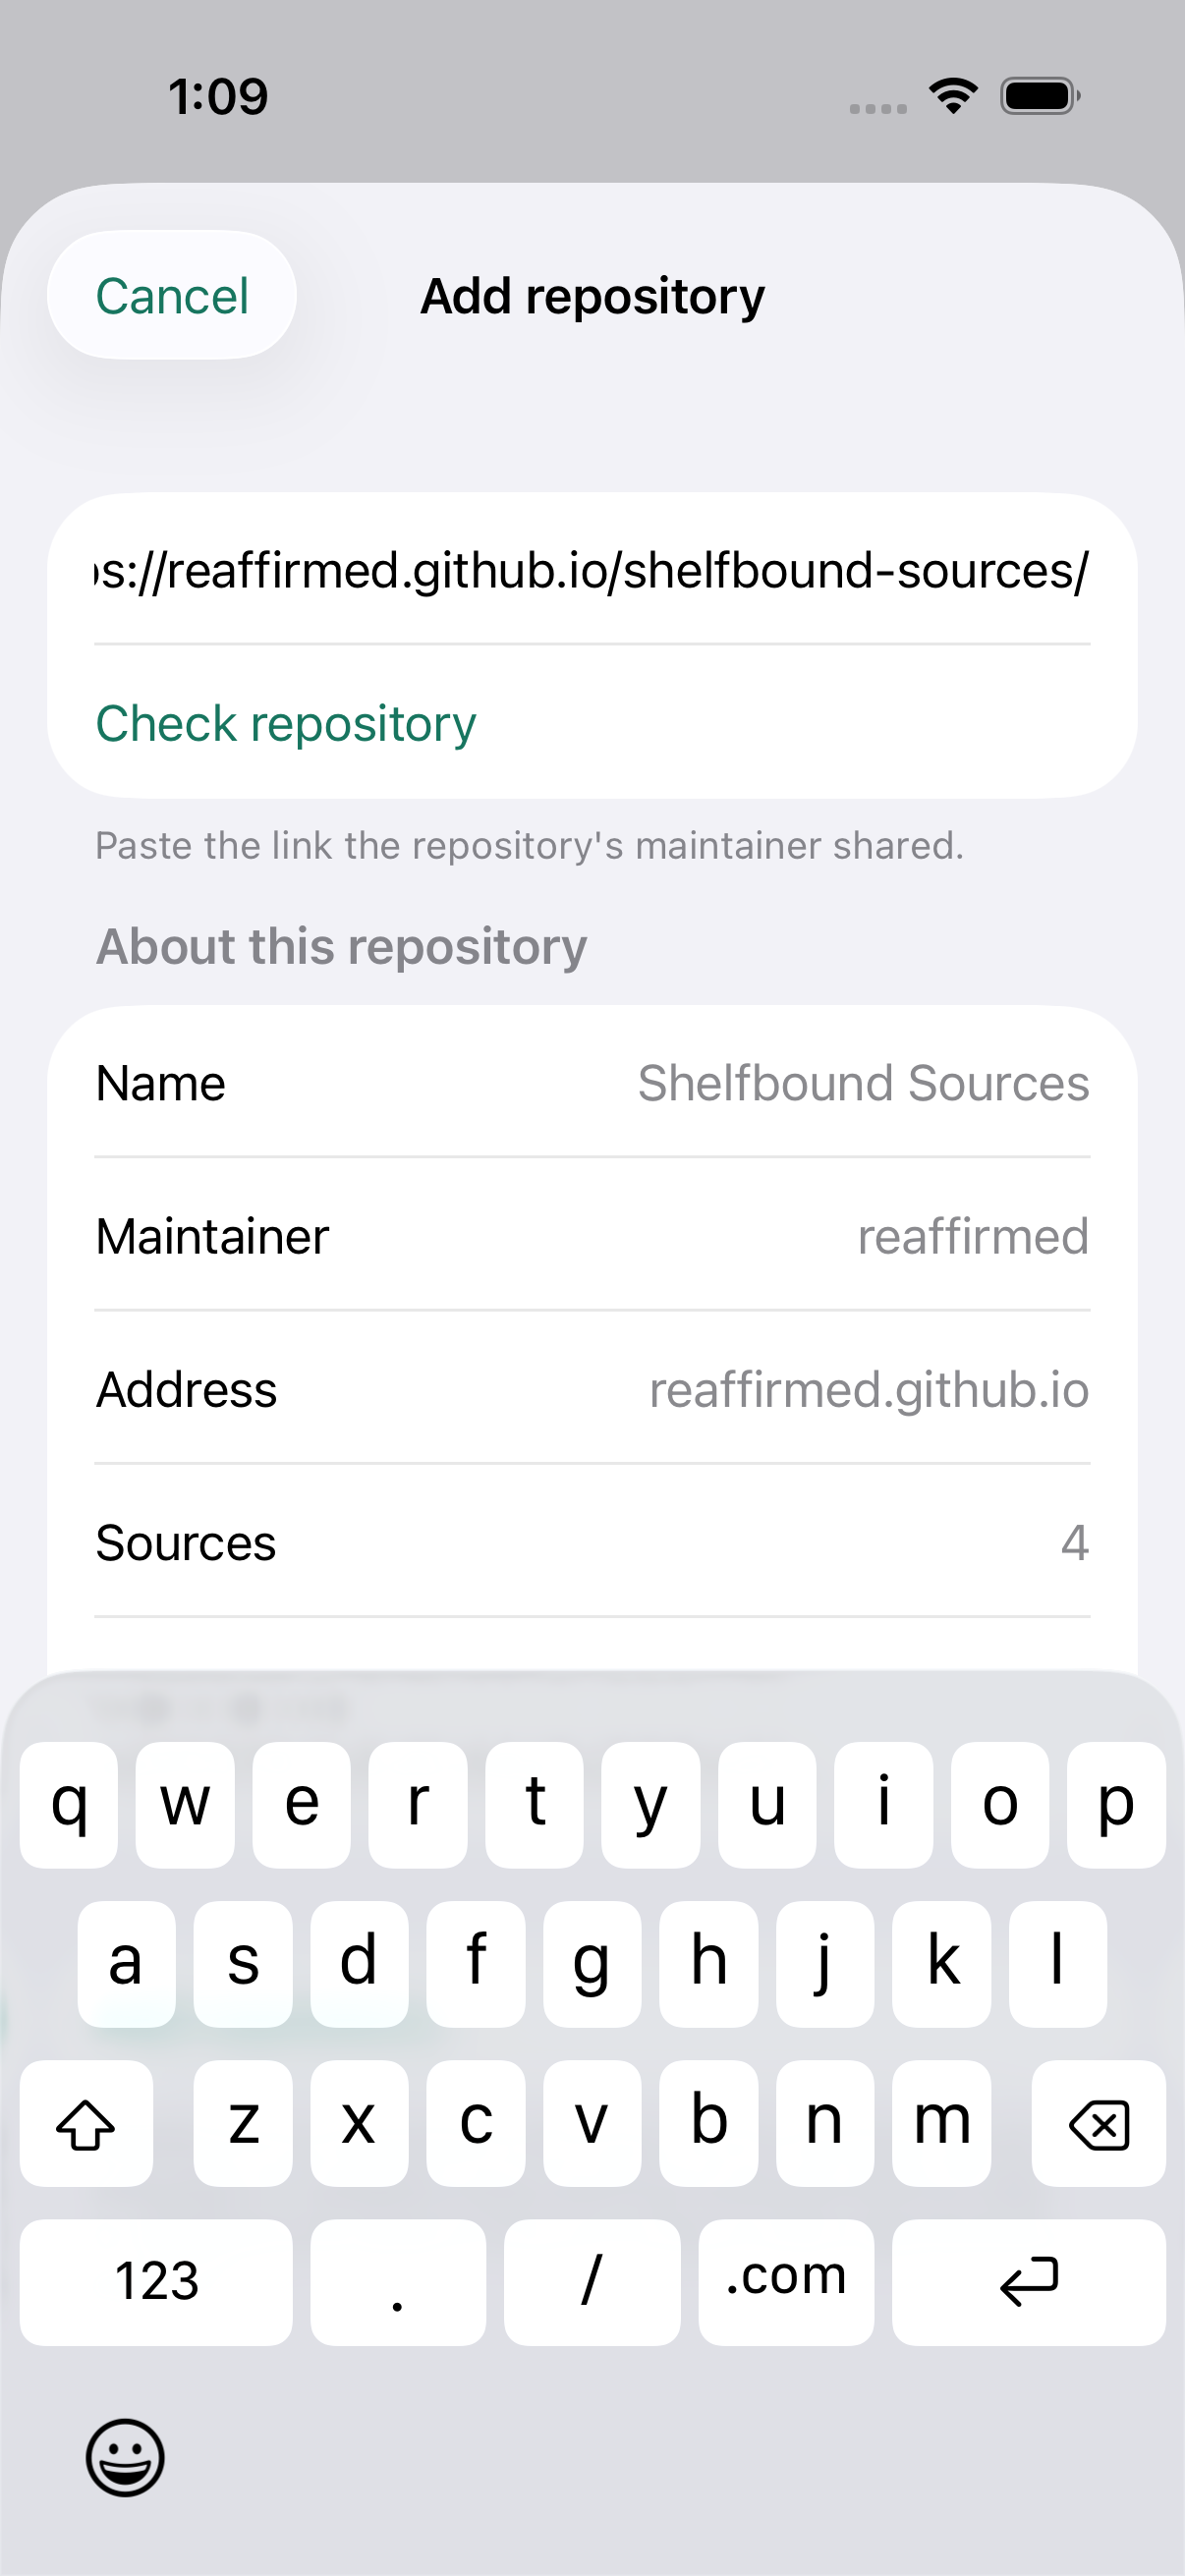 1:09
Cancel
Add repository
s://reaffirmed.github.io/shelfbound-sources/
Check repository
Paste the link the repository's maintainer shared.
About this repository
Name Shelfbound Sources
Maintainer reaffirmed
Address reaffirmed.github.io
Sources 4
q w e r t y u i o p
a s d f g h j k l
z x c v b n m
123 . / .com